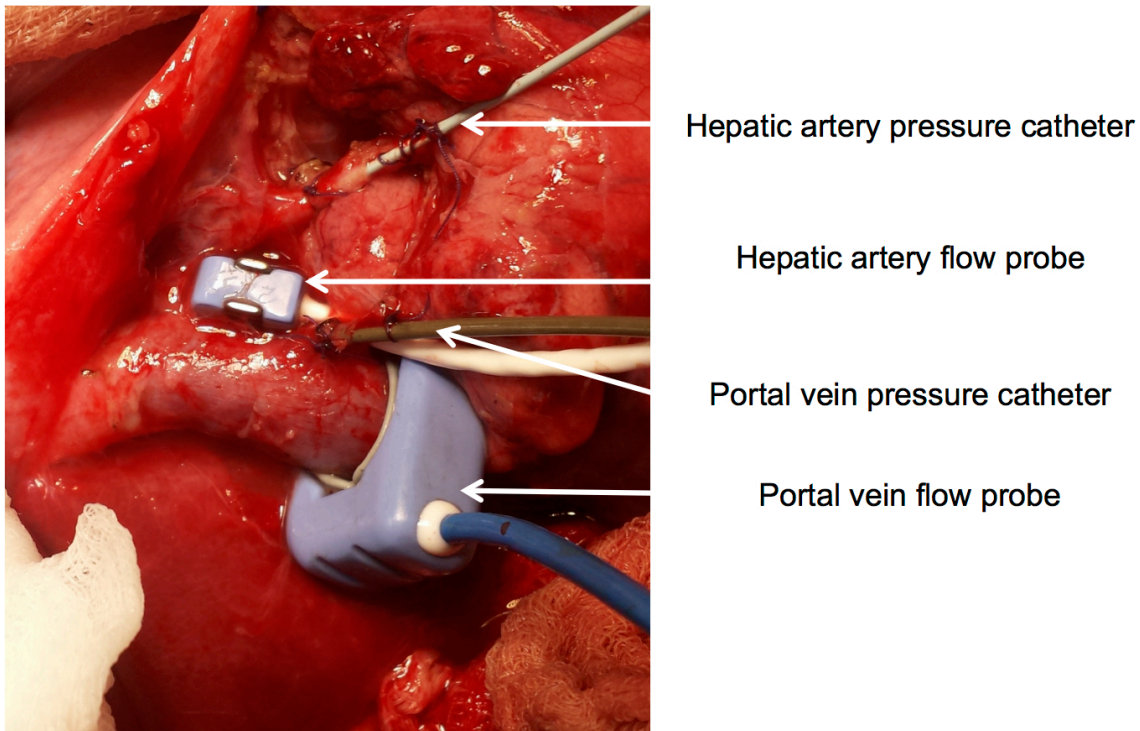 Hepatic artery pressure catheter
Hepatic artery flow probe
Portal vein pressure catheter
Portal vein flow probe